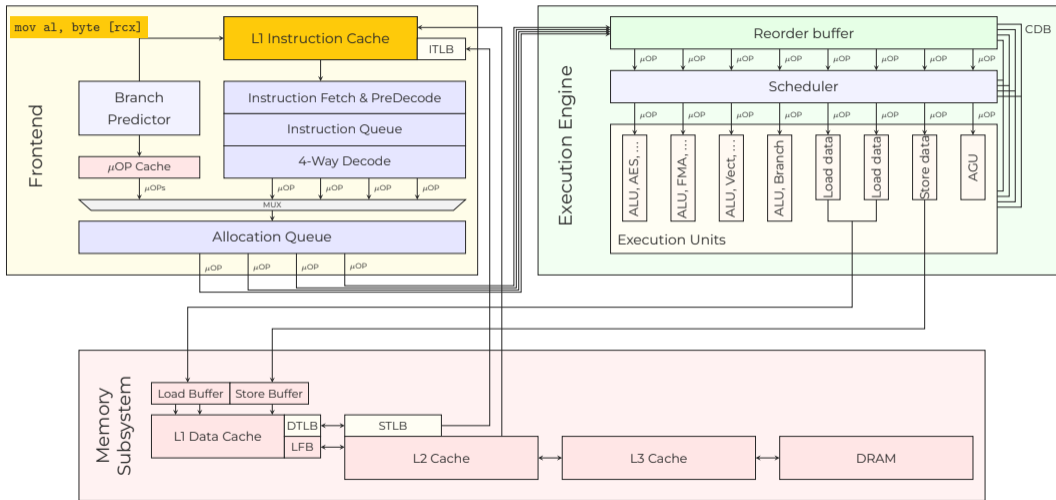 mov al, byte [rcx]
L1 Instruction Cache
ITLB
Frontend
Branch
Predictor
μOP Cache
μOPs
Instruction Fetch & PreDecode
Instruction Queue
4-Way Decode
μOP
μOP
μOP
μOP
MUX
Allocation Queue
μOP
μOP
μOP
μOP
Execution Engine
Reorder buffer
CDB
μOP
μOP
μOP
μOP
μOP
μOP
μOP
μOP
Scheduler
μOP
μOP
μOP
μOP
μOP
μOP
μOP
μOP
ALU, AES, ...
ALU, FMA, ...
ALU, Vect, ...
ALU, Branch
Load data
Load data
Store data
AGU
Execution Units
Memory
Subsystem
Load Buffer
Store Buffer
L1 Data Cache
DTLB
LFB
STLB
L2 Cache
L3 Cache
DRAM